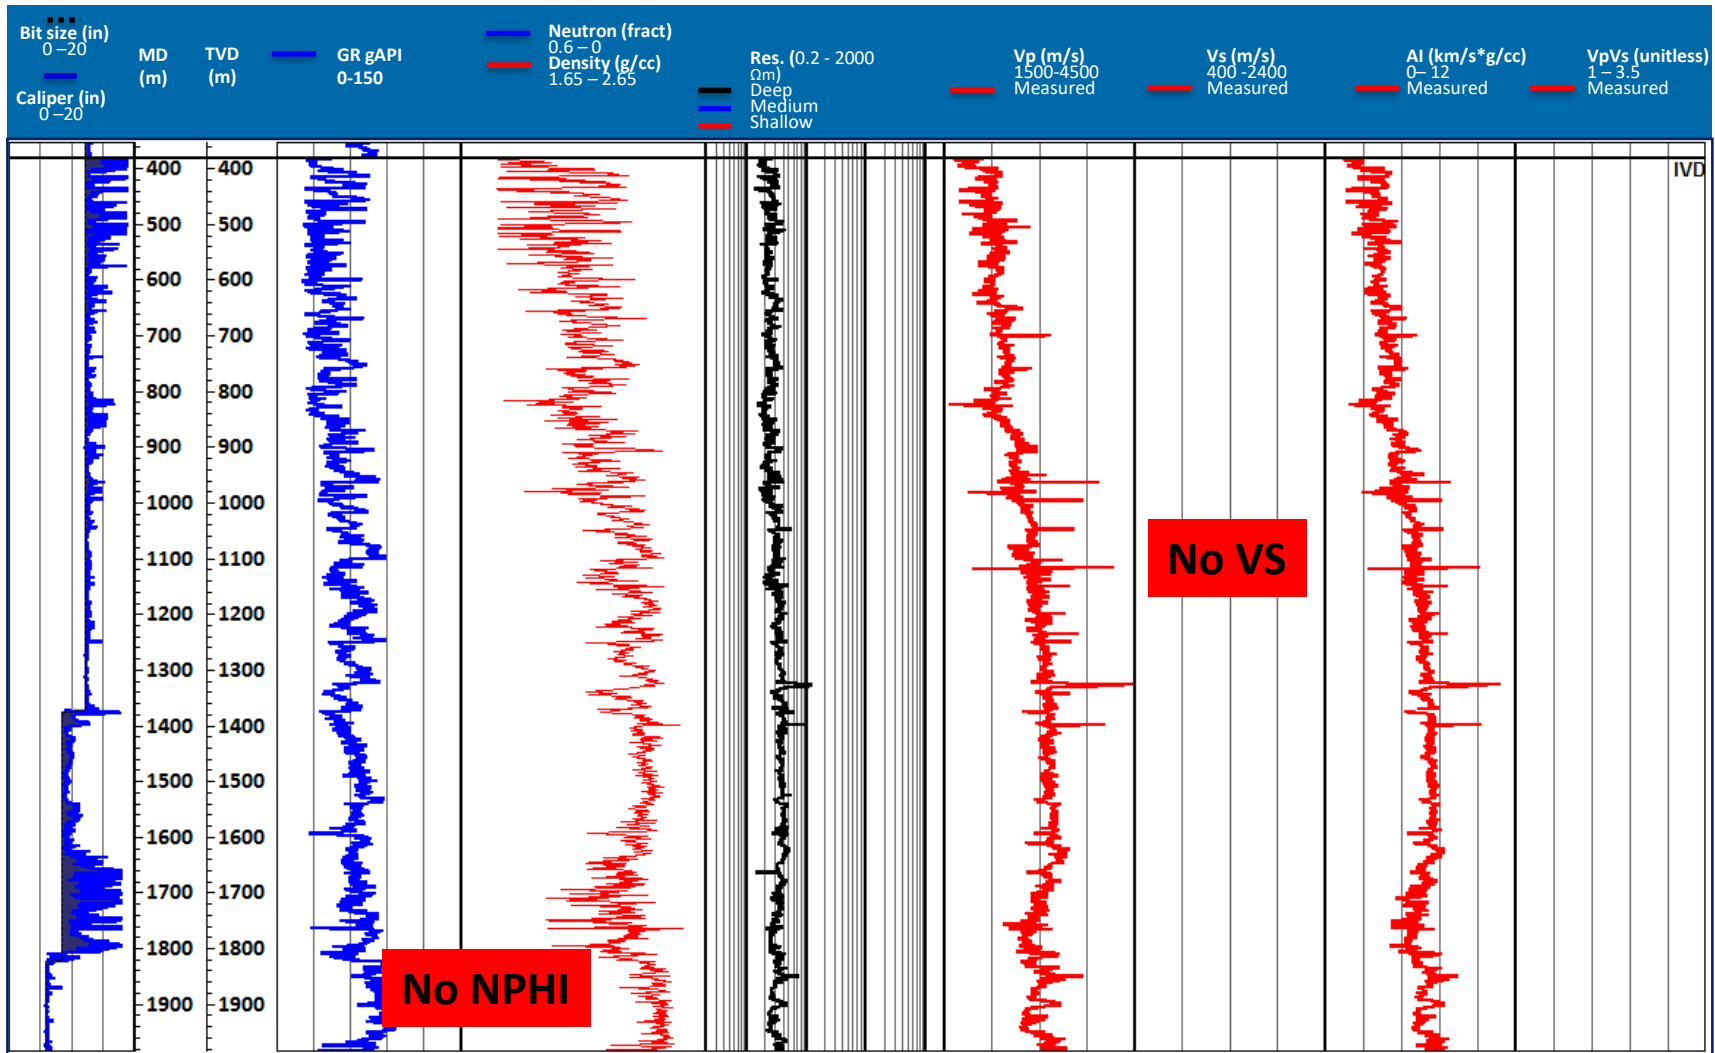 Bit size (in)
0 –20
Caliper (in)
0 –20
MD
(m)
TVD
(m)
GR gAPI
0-150
Neutron (fract)
0.6 – 0
Density (g/cc)
1.65 – 2.65
Res. (0.2 - 2000
Ωm)
Deep
Medium
Shallow
Vp (m/s)
1500-4500
Measured
Vs (m/s)
400 -2400
Measured
AI (km/s*g/cc)
0– 12
Measured
VpVs (unitless)
1 – 3.5
Measured
IVD
400 400
500 500
600 600
700 700
800 800
900 900
1000 1000
1100 1100
1200 1200
1300 1300
1400 1400
1500 1500
1600 1600
1700 1700
1800 1800
1900 1900
No VS
No NPHI